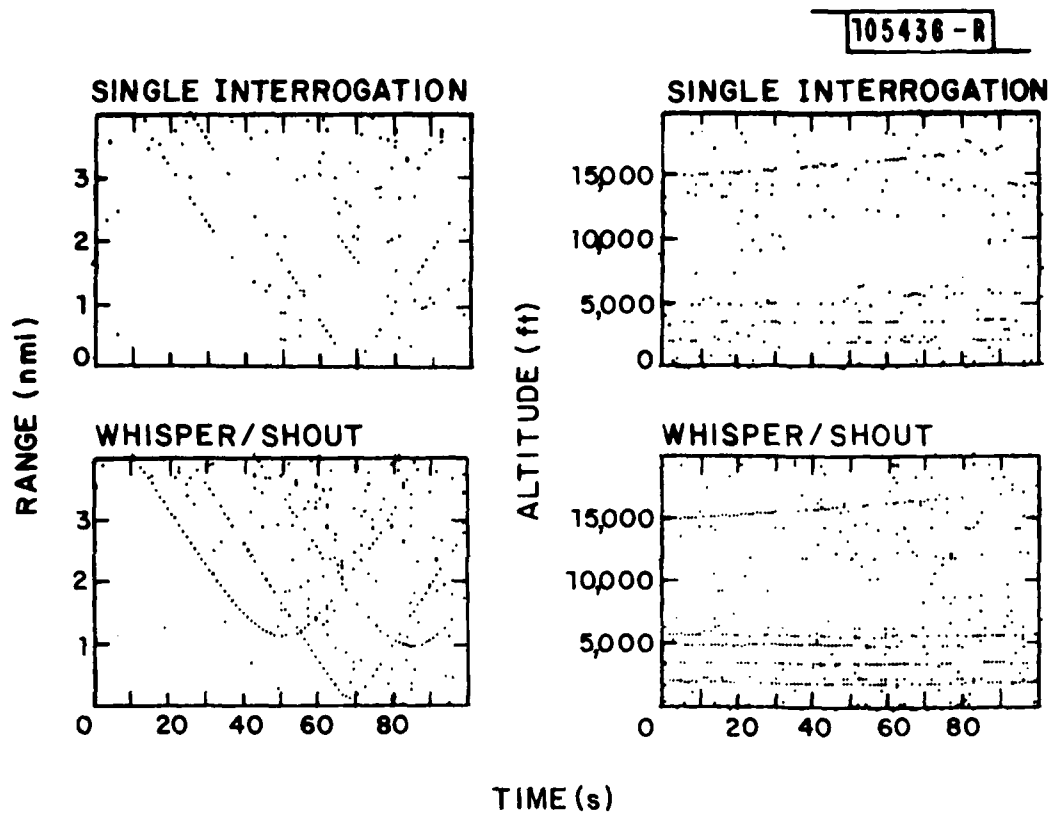 105436-R
SINGLE INTERROGATION
SINGLE INTERROGATION
3
2
1
0
15,000
10,000
5,000
0
RANGE (nmi)
ALTITUDE (ft)
WHISPER/SHOUT
WHISPER/SHOUT
3
2
1
0 20 40 60 80
15,000
10,000
5,000
0 20 40 60 80
TIME (s)